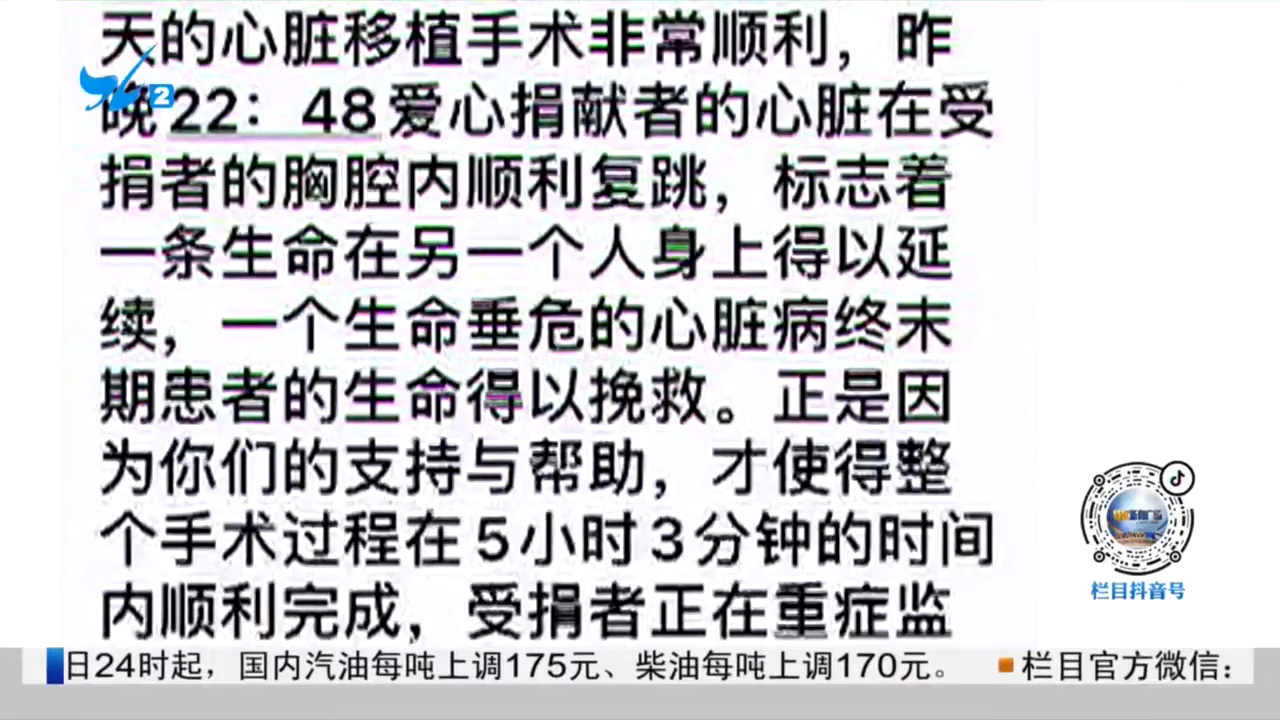 天的心脏移植手术非常顺利，昨
晚22：48爱心捐献者的心脏在受
捐者的胸腔内顺利复跳，标志着
一条生命在另一个人身上得以延
续，一个生命垂危的心脏病终末
期患者的生命得以挽救。正是因
为你们的支持与帮助，才使得整
个手术过程在5小时3分钟的时间
内顺利完成，受捐者正在重症监
2
栏目抖音号
日24时起，国内汽油每吨上调175元、柴油每吨上调170元。 栏目官方微信：